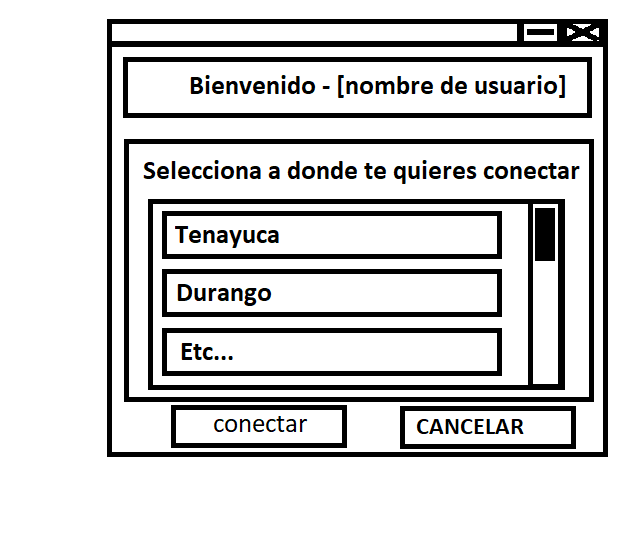 Bienvenido - [nombre de usuario]
Selecciona a donde te quieres conectar
Tenayuca
Durango
Etc...
conectar
CANCELAR